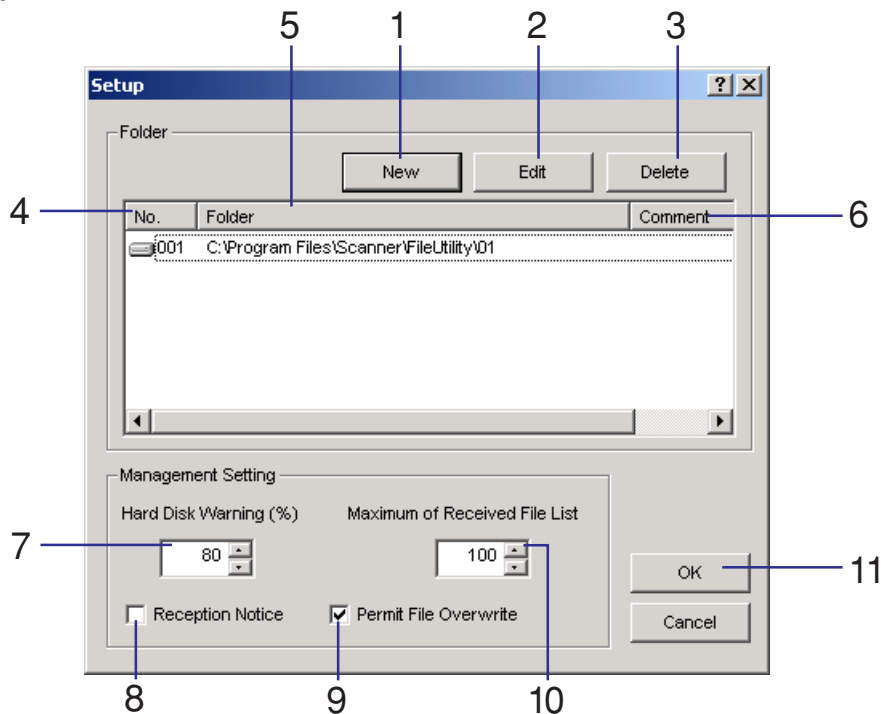 5 1 2 3
Setup
Folder
New Edit Delete
4
No. Folder Comment
6
001 C:\Program Files\Scanner\FileUtility\01
Management Setting
Hard Disk Warning (%) Maximum of Received File List
7
80 100
OK
11
Reception Notice Permit File Overwrite
Cancel
8 9 10